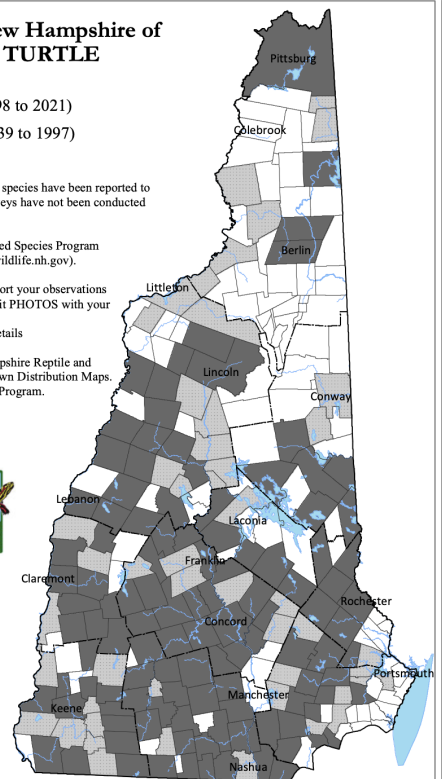 ew Hampshire of
TURTLE
98 to 2021)
39 to 1997)
species have been reported to
eys have not been conducted
ed Species Program
ildlife.nh.gov).
ort your observations
it PHOTOS with your
etails
pshire Reptile and
wn Distribution Maps.
Program.
Pittsburg
Colebrook
Berlin
Littleton
Lincoln
Conway
Lebanon
Laconia
Franklin
Claremont
Rochester
Concord
Portsmouth
Manchester
Keene
Nashua